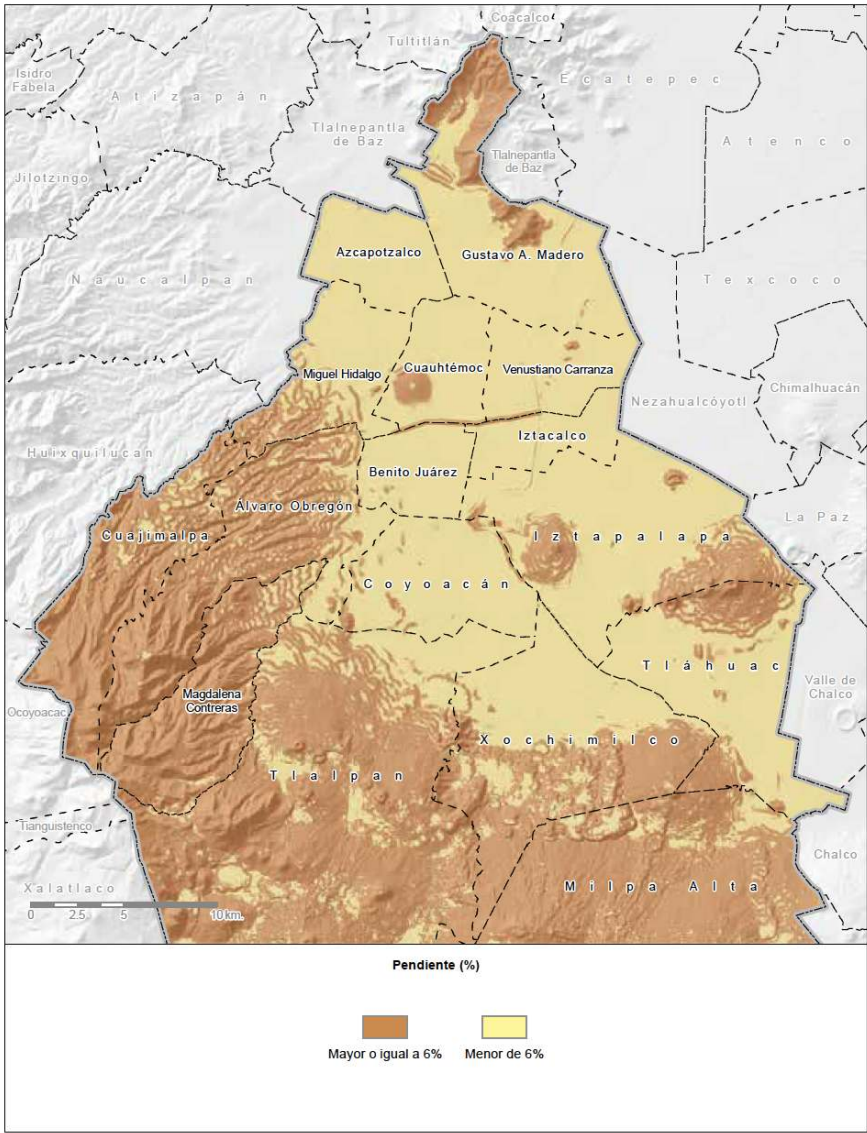 Coacalco
Tultitlán
Isidro
Fabela
Ecatepec
Atizapán
Tlalnepantla
de Baz
Atenco
Tlalnepantla
de Baz
Jilotzingo
Azcapotzalco
Gustavo A. Madero
Naucalpan
Texcoco
Cuauhtémoc
Miguel Hidalgo
Venustiano Carranza
Chimalhuacán
Nezahualcóyotl
Iztacalco
Huixquilucan
Benito Juárez
Álvaro Obregón
La Paz
Cuajimalpa
Iztapalapa
Coyoacán
Tláhuac
Valle de
Chalco
Magdalena
Contreras
Ocoyoacac
Xochimilco
Tlalpan
Tianguistenco
Chalco
Xalatlaco
Milpa Alta
0 2.5 5 10 km.
Pendiente (%)
Mayor o igual a 6% Menor de 6%